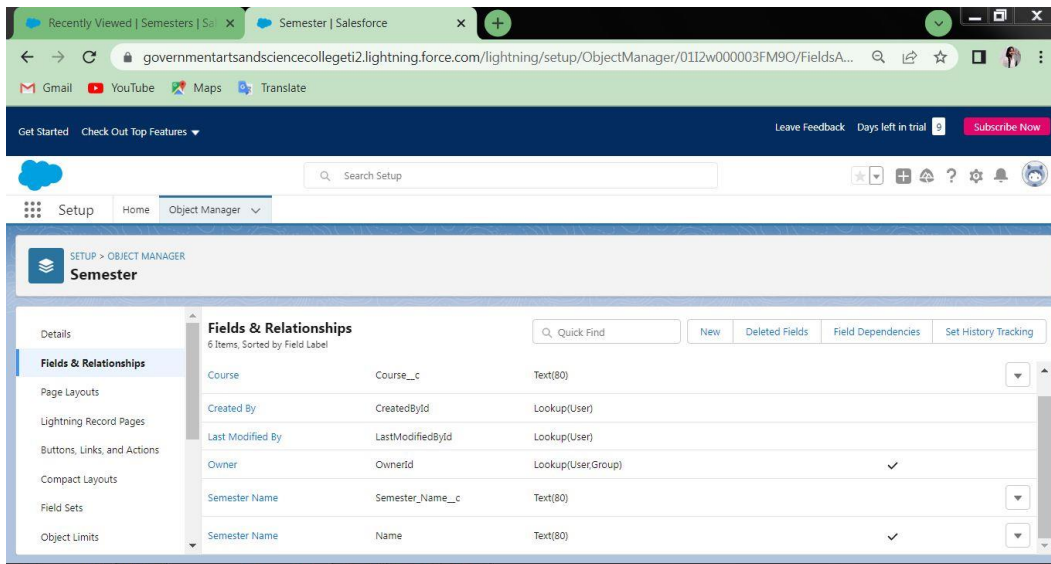 Recently Viewed | Semesters | Sal
Semester | Salesforce
governmentartsandsciencecollegeti2.lightning.force.com/lightning/setup/ObjectManager/01I2w000003FM9O/FieldsA...
Gmail YouTube Maps Translate
Get Started Check Out Top Features
Leave Feedback Days left in trial 9 Subscribe Now
Search Setup
Setup Home Object Manager
SETUP > OBJECT MANAGER
Semester
Details
Fields & Relationships
Page Layouts
Lightning Record Pages
Buttons, Links, and Actions
Compact Layouts
Field Sets
Object Limits
Fields & Relationships
6 Items, Sorted by Field Label
Quick Find New Deleted Fields Field Dependencies Set History Tracking
Course Course__c Text(80)
Created By CreatedById Lookup(User)
Last Modified By LastModifiedById Lookup(User)
Owner OwnerId Lookup(User,Group)
Semester Name Semester_Name__c Text(80)
Semester Name Name Text(80)